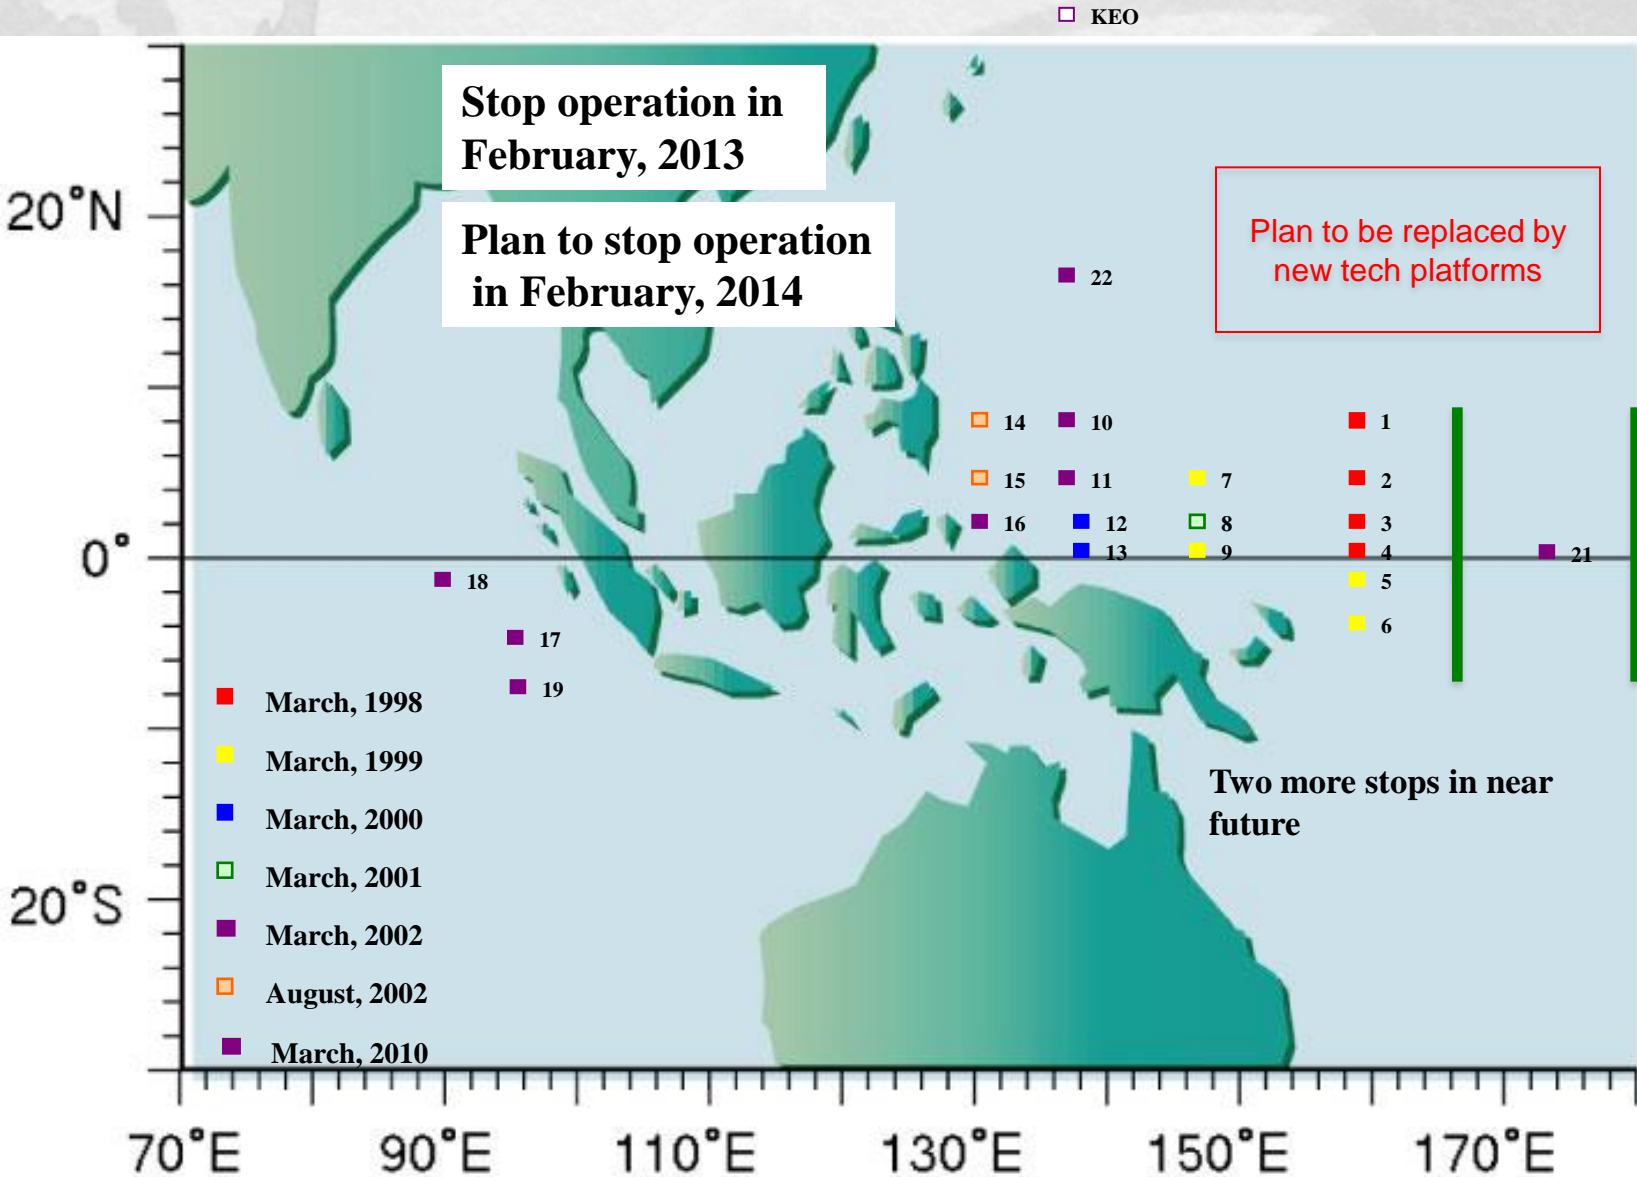 KEO
Stop operation in
February, 2013
20°N
Plan to stop operation
in February, 2014
Plan to be replaced by
new tech platforms
22
14
10
1
15
11
7
2
16
12
8
3
0°
13
9
4
21
18
5
6
17
19
March, 1998
March, 1999
March, 2000
March, 2001
March, 2002
August, 2002
March, 2010
Two more stops in near
future
20°S
70°E
90°E
110°E
130°E
150°E
170°E